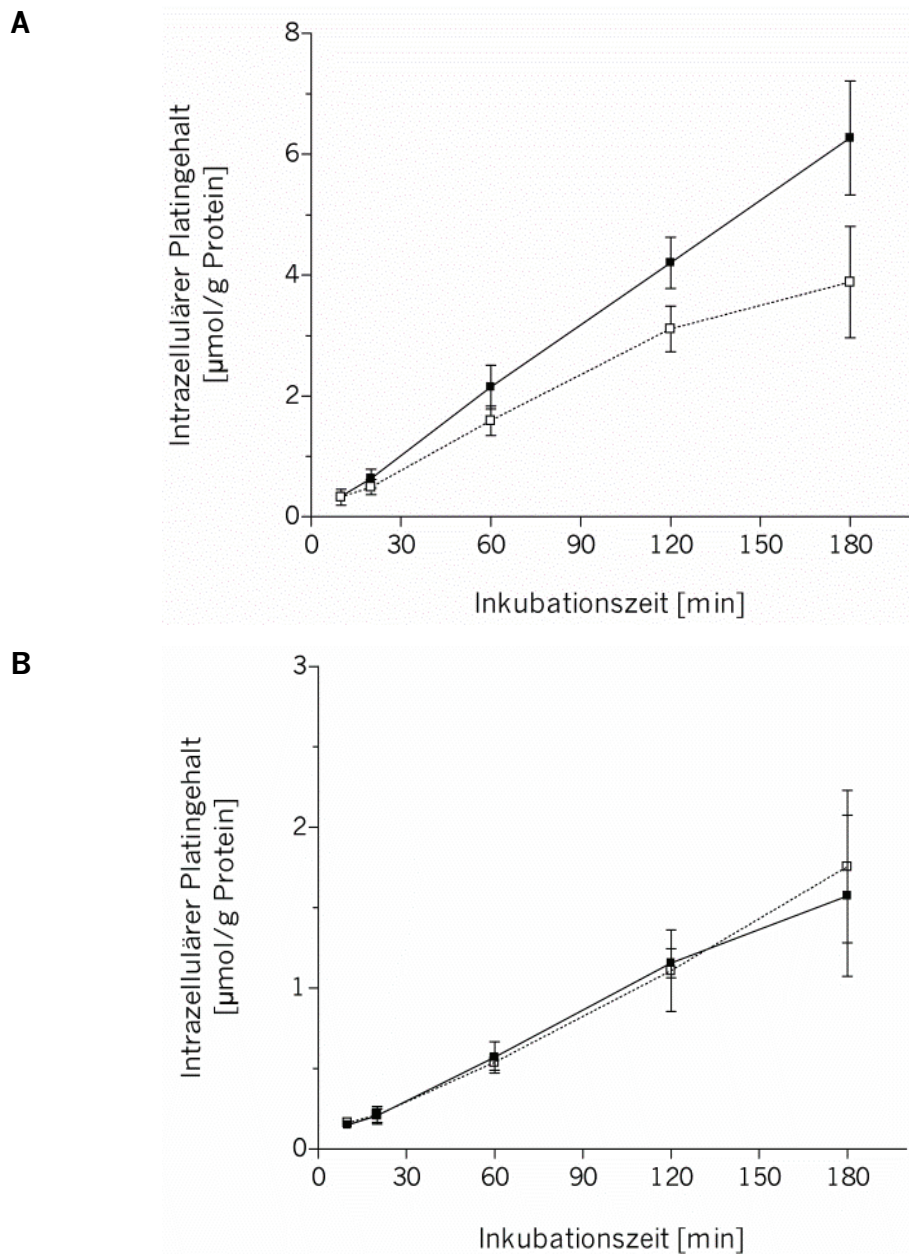 A
Intrazellulärer Platingehalt
[µmol/g Protein]
8
6
4
2
0
0 30 60 90 120 150 180
Inkubationszeit [min]
B
Intrazellulärer Platingehalt
[µmol/g Protein]
3
2
1
0
0 30 60 90 120 150 180
Inkubationszeit [min]